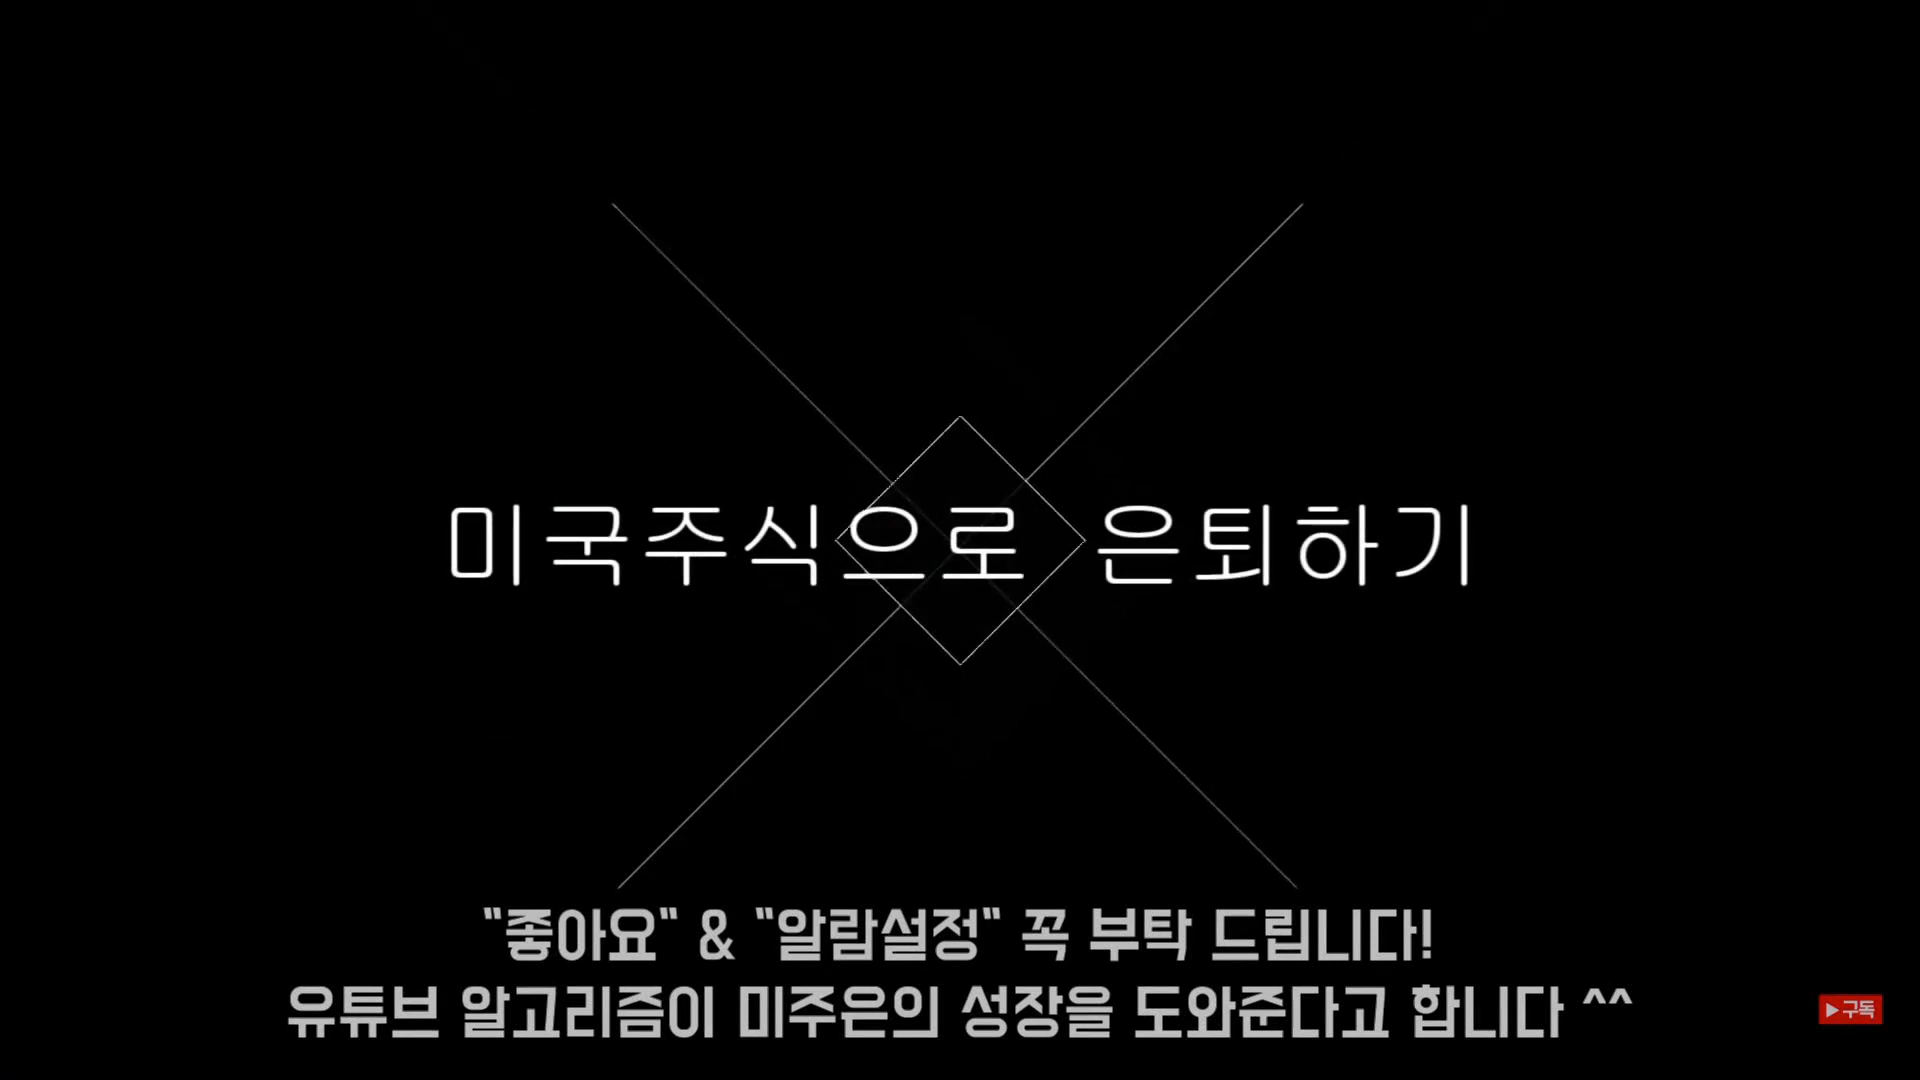 미국주식으로 은퇴하기
"좋아요" & "알람설정" 꼭 부탁 드립니다!
유튜브 알고리즘이 미주은의 성장을 도와준다고 합니다 ^^
구독